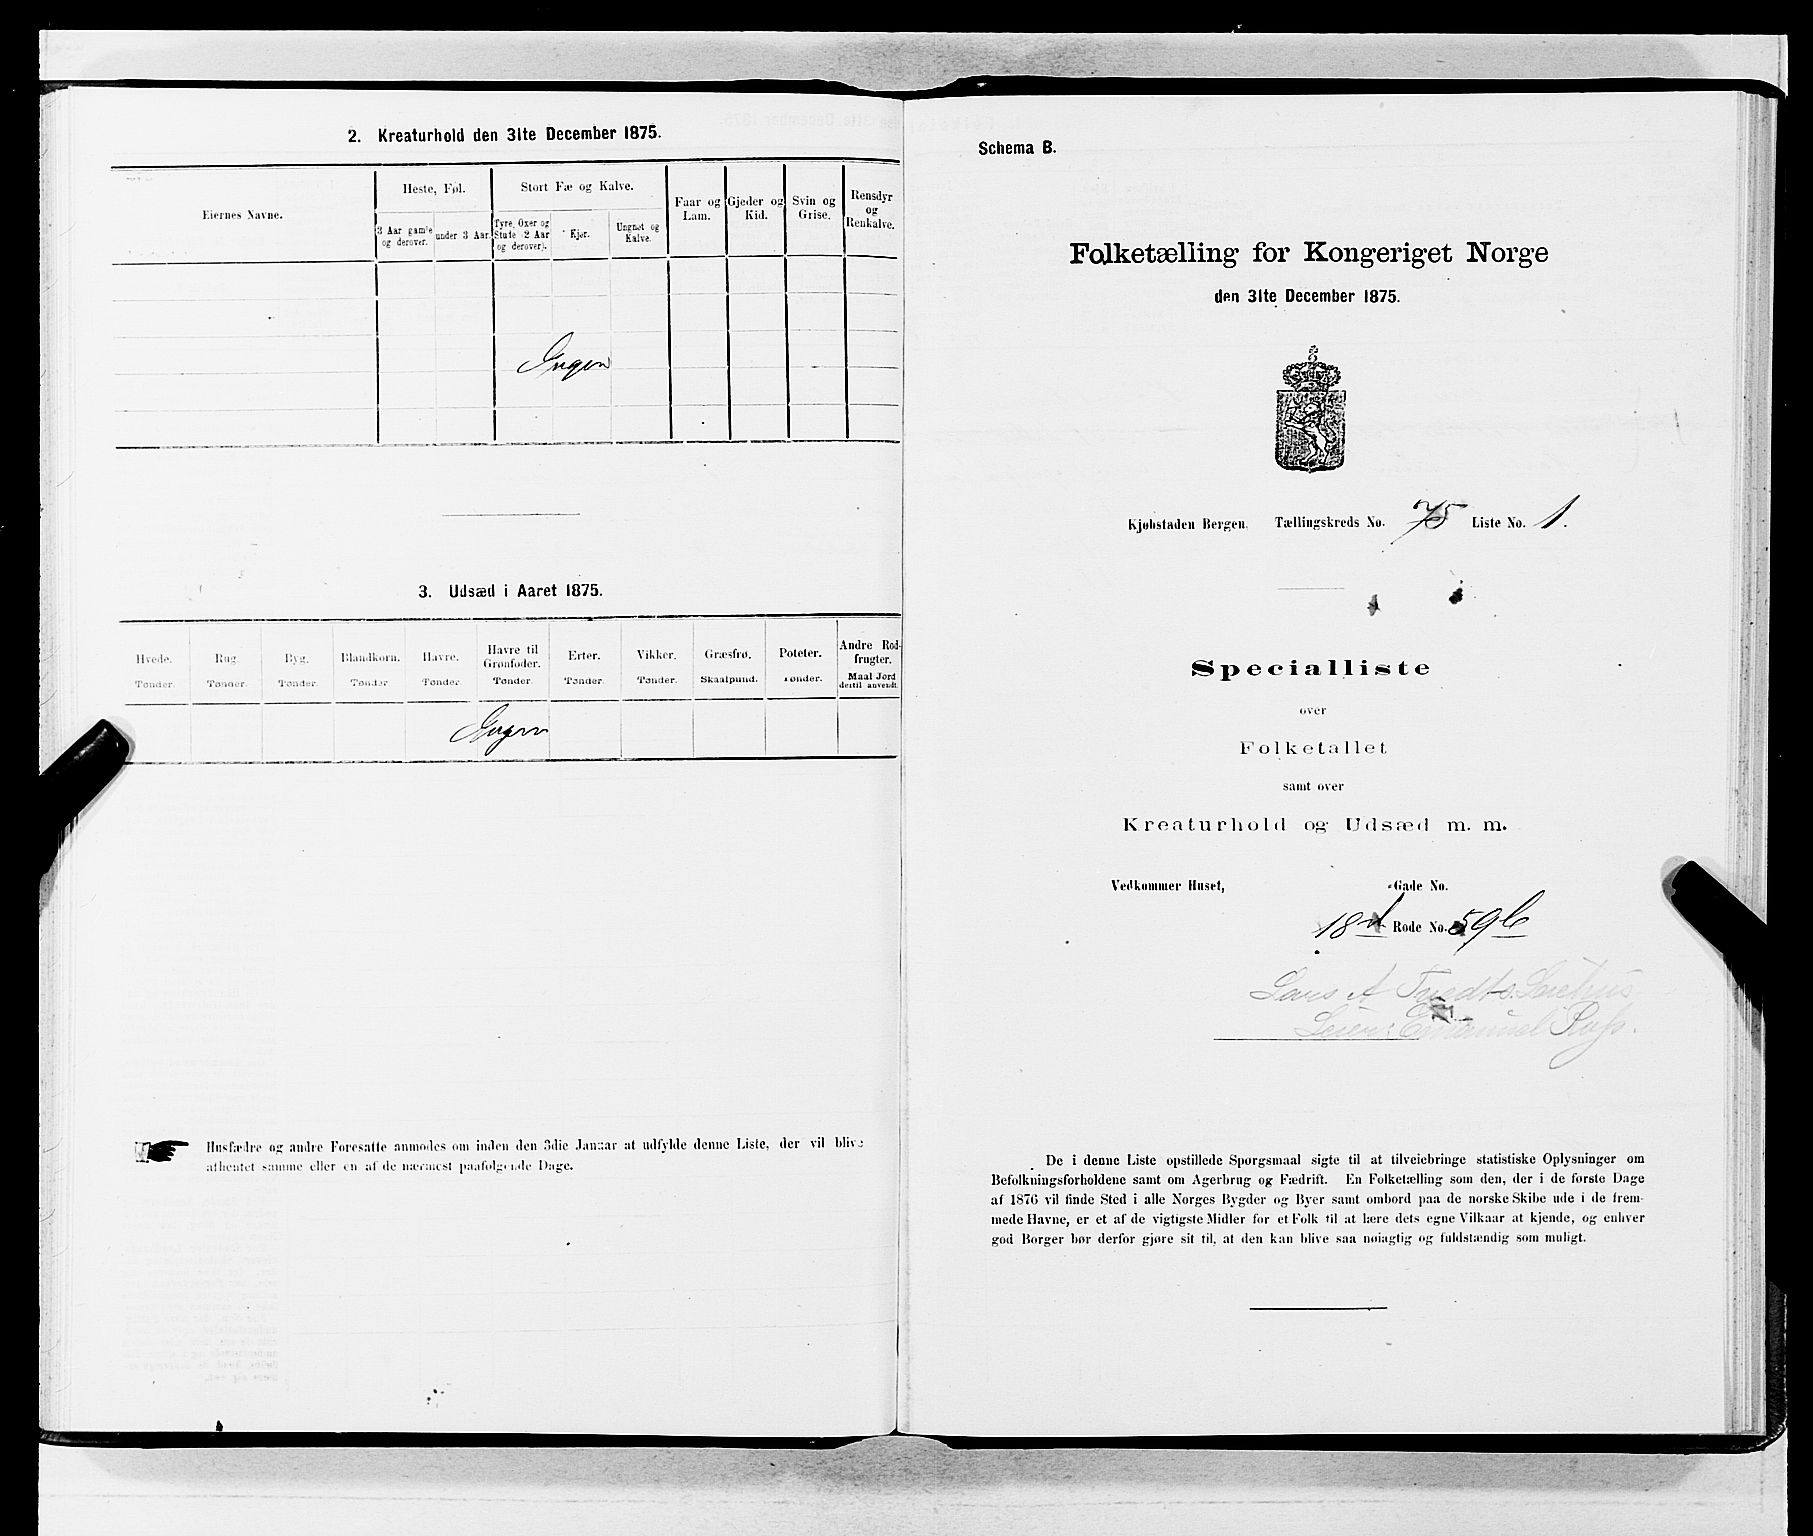 2. Kreaturhold den 31te December 1875.
Eiernes Navne.
Heste, Føl.
3 Aar gamle og derover.
under 3 Aar.
Stort Fæ og Kalve.
Tyre, Oxer og Stude (2 Aar og derover).
Kjør.
Ungnøt og Kalve.
Faar og Lam.
Gjeder og Kid.
Svin og Grise.
Rensdyr og Renkalve.
Ingen
3. Udsæd i Aaret 1875.
Hvede. Tønder.
Rug. Tønder.
Byg. Tønder.
Blandkorn. Tønder
Havre. Tønder.
Havre til Grønfoder. Tønder.
Erter. Tønder.
Vikker. Tønder.
Græsfrø. Skaalpund.
Poteter. Tønder.
Andre Rodfrugter. Maal Jord dertil anvendt.
Ingen
Husfædre og andre Foresatte anmodes om inden den 3die Januar at udfylde denne Liste, der vil blive
afhentet samme eller en af de nærmest paafølgende Dage.
Schema B.
Folketælling for Kongeriget Norge
den 31te December 1875.
Kjøbstaden Bergen. Tællingskreds No. 75 Liste No. 1.
Specialliste
over
Folketallet
samt over
Kreaturhold og Udsæd m. m.
Vedkommer Huset, Gade No.
18d Rode No. 59b
Lars A Tvedts
Leier: Emanuel
De i denne Liste opstillede Spørgsmaal sigte til at tilveiebringe statistiske Oplysninger om
Befolkningsforholdene samt om Agerbrug og Fædrift. En Folketælling som den, der i de første Dage
af 1876 vil finde Sted i alle Norges Bygder og Byer samt ombord paa de norske Skibe ude i de frem-
mede Havne, er et af de vigtigste Midler for et Folk til at lære dets egne Vilkaar at kjende, og enhver
god Borger bør derfor gjøre sit til, at den kan blive saa nøiagtig og fuldstændig som muligt.